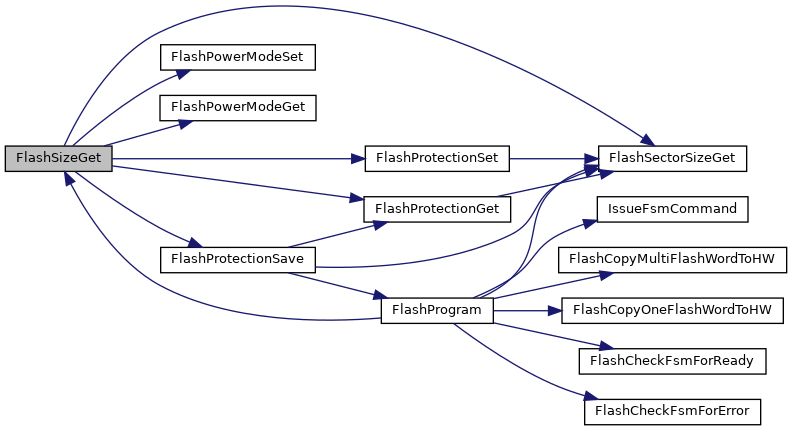 FlashSizeGet
FlashPowerModeSet
FlashPowerModeGet
FlashProtectionSet
FlashProtectionGet
FlashProtectionSave
FlashProgram
FlashSectorSizeGet
IssueFsmCommand
FlashCopyMultiFlashWordToHW
FlashCopyOneFlashWordToHW
FlashCheckFsmForReady
FlashCheckFsmForError